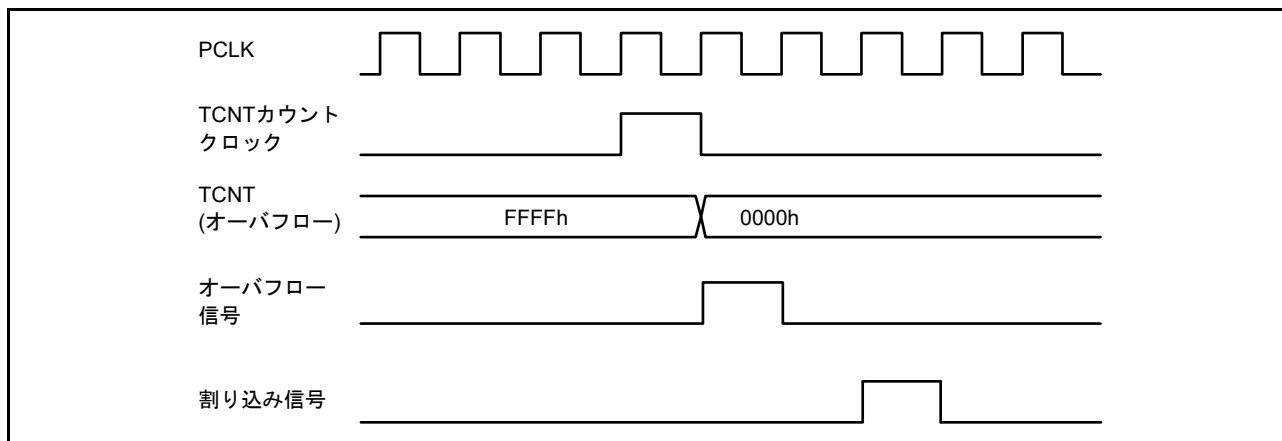 PCLK
TCNTカウント
クロック
TCNT
(オーバフロー)
FFFFh
0000h
オーバフロー
信号
割り込み信号